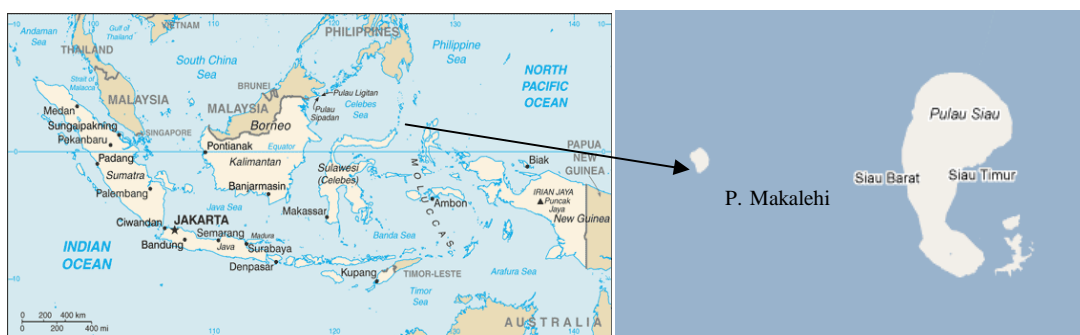 Andaman
Sea
Gulf of
Thailand
VIETNAM
THAILAND
South China
Sea
PHILIPPINES
Philippine
Sea
NORTH
PACIFIC
OCEAN
Strait of
Malacca
MALAYSIA
BRUNEI
MALAYSIA
Pulau Ligitan
Pulau
Sipadan
Celebes
Sea
Medan
Sungaipakning
Pekanbaru
SINGAPORE
Borneo
Pontianak
Equator
Kalimantan
Padang
Sumatra
Palembang
Banjarmasin
Sulawesi
(Celebes)
MOLUCCAS
Biak
PAPUA
NEW
GUINEA
IRIAN JAYA
Puncak
Jaya
New Guinea
Ambon
Makassar
Java Sea
Ciwandan
JAKARTA
Semarang
Madura
Bandung
Java
Surabaya
Denpasar
Banda Sea
INDIAN
OCEAN
Kupang
TIMOR-LESTE
Timor
Sea
Arafura Sea
AUSTRALIA
0 200 400 km
0 200 400 mi
100
110
120
130
140
0
10
110
120
130
140
P. Makalehi
Pulau Siau
Siau Barat
Siau Timur